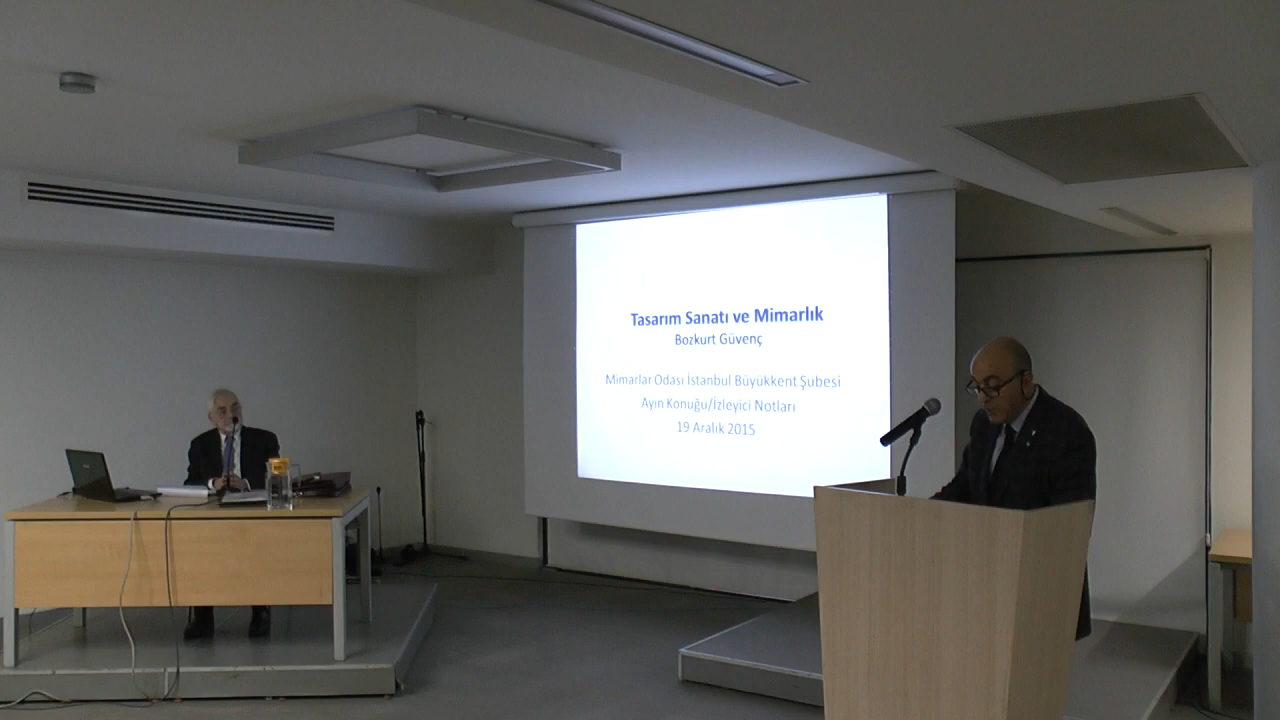 Tasarım Sanatı ve Mimarlık
Bozkurt Güvenç
Mimarlar Odası İstanbul Büyükkent Şubesi
Ayın Konuğu/İzleyici Notları
19 Aralık 2015